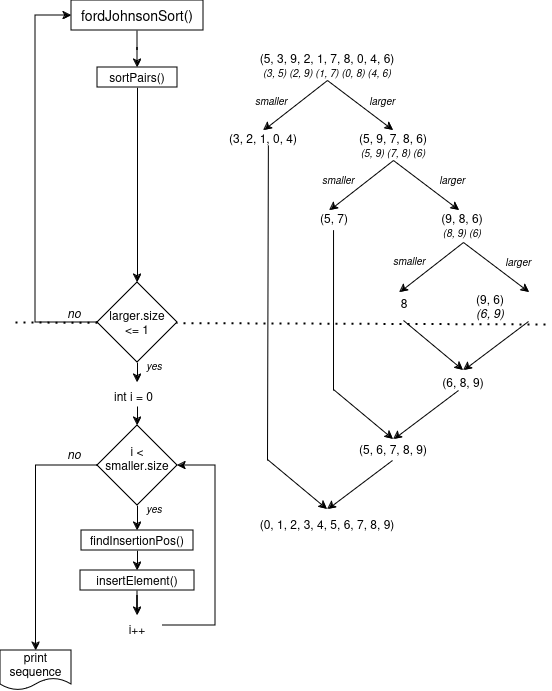 fordJohnsonSort()
sortPairs()
larger.size
<= 1
no
yes
int i = 0
i <
smaller.size
no
yes
findInsertionPos()
insertElement()
i++
print
sequence
(5, 3, 9, 2, 1, 7, 8, 0, 4, 6)
(3, 5) (2, 9) (1, 7) (0, 8) (4, 6)
smaller
larger
(3, 2, 1, 0, 4)
(5, 9, 7, 8, 6)
(5, 9) (7, 8) (6)
smaller
larger
(5, 7)
(9, 8, 6)
(8, 9) (6)
smaller
larger
8
(9, 6)
(6, 9)
(6, 8, 9)
(5, 6, 7, 8, 9)
(0, 1, 2, 3, 4, 5, 6, 7, 8, 9)